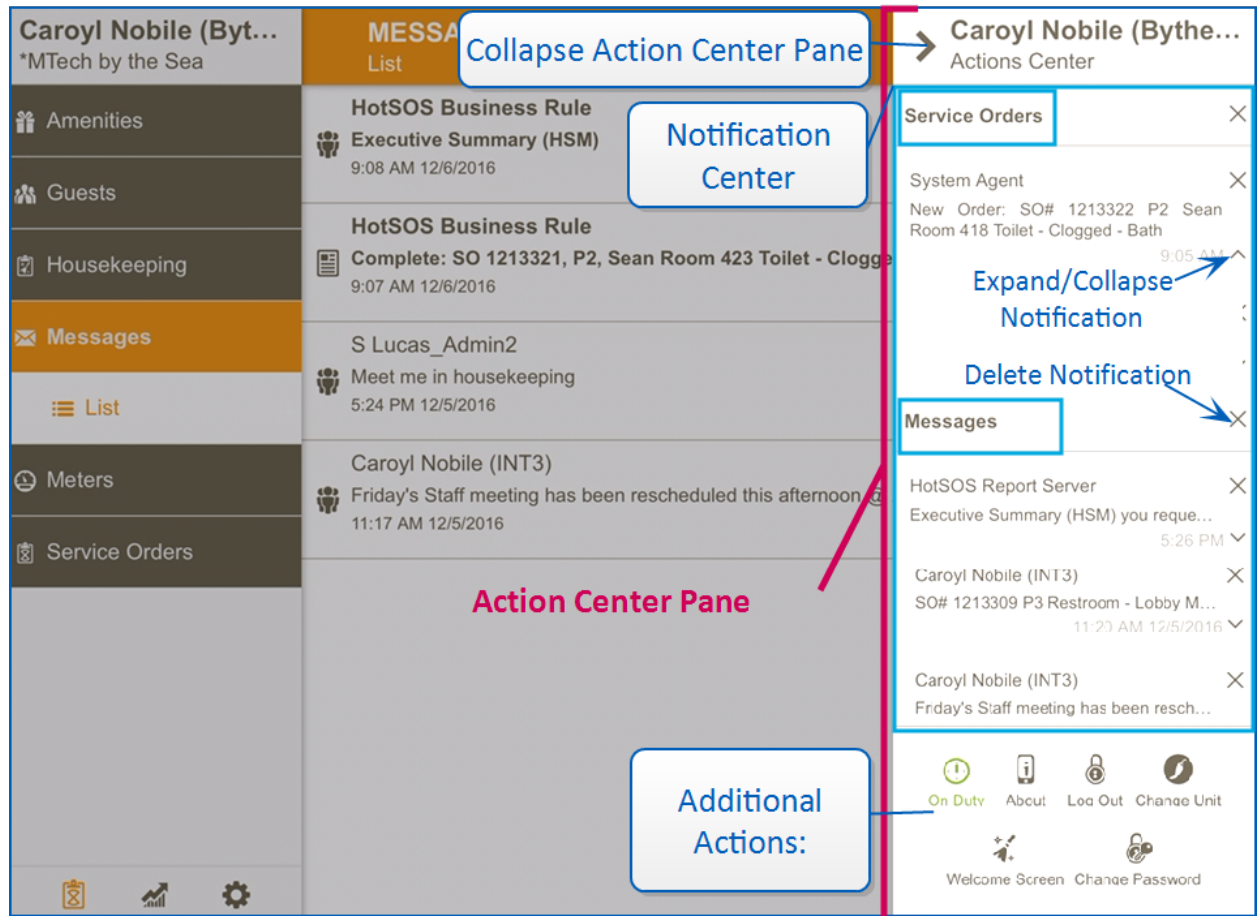 Caroyl Nobile (Byt...
*MTech by the Sea
Amenities
Guests
Housekeeping
Messages
List
Meters
Service Orders
MESSA
List
HotSOS Business Rule
Executive Summary (HSM)
9:08 AM 12/6/2016
HotSOS Business Rule
Complete: SO 1213321, P2, Sean Room 423 Toilet - Clogge
9:07 AM 12/6/2016
S Lucas_Admin2
Meet me in housekeeping
5:24 PM 12/5/2016
Caroyl Nobile (INT3)
Friday's Staff meeting has been rescheduled this afternoon @
11:17 AM 12/5/2016
Collapse Action Center Pane
Notification
Center
Action Center Pane
Additional
Actions:
Caroyl Nobile (Bythe...
Actions Center
Service Orders
System Agent
New Order: SO# 1213322 P2 Sean
Room 418 Toilet - Clogged - Bath
9:05 AM
Expand/Collapse
Notification
Delete Notification
Messages
HotSOS Report Server
Executive Summary (HSM) you reque...
5:26 PM
Caroyl Nobile (INT3)
SO# 1213309 P3 Restroom - Lobby M...
11:20 AM 12/5/2016
Caroyl Nobile (INT3)
Friday's Staff meeting has been resch...
On Duty About Log Out Change Unit
Welcome Screen Change Password